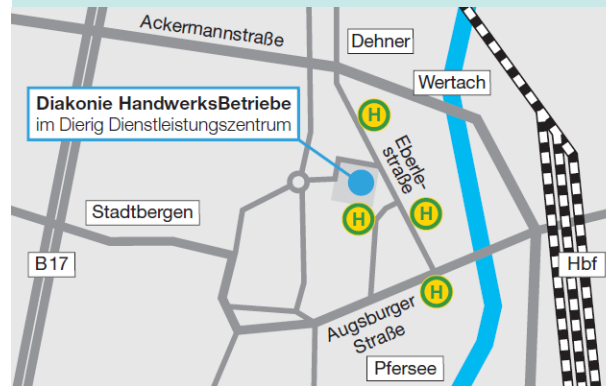 Ackermannstraße
Dehner
Wertach
Diakonie HandwerksBetriebe
im Dierig Dienstleistungszentrum
H
Eberle-
straße
Stadtbergen
H
H
B17
Hbf
H
Augsburger
Straße
Pfersee